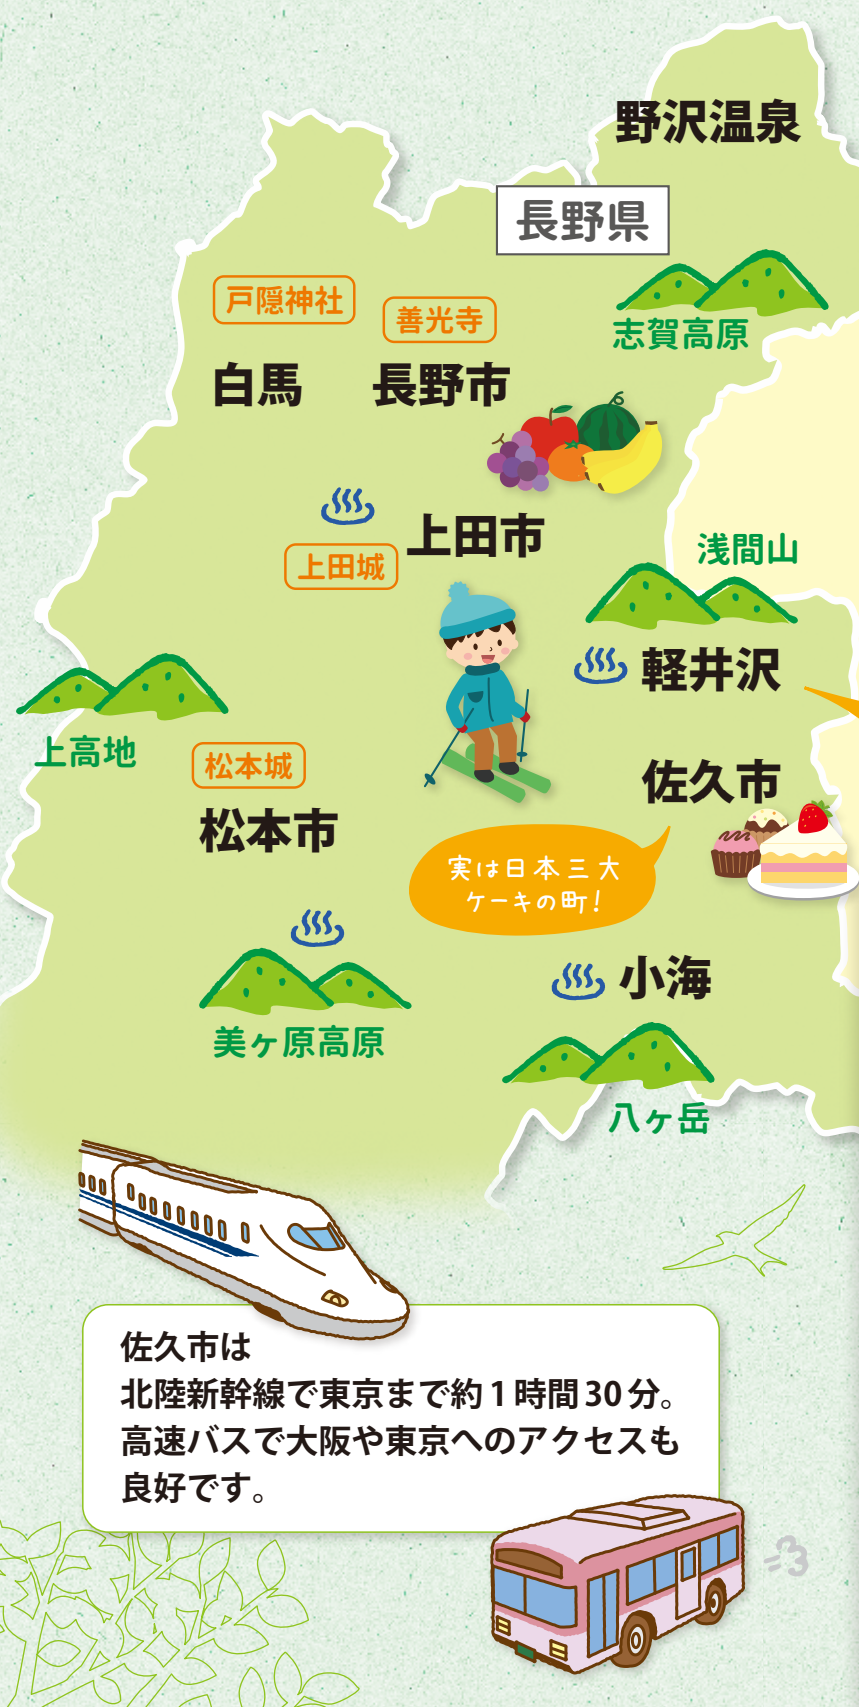 野沢温泉
長野県
戸隠神社
善光寺
志賀高原
白馬
長野市
上田市
上田城
浅間山
軽井沢
上高地
松本城
松本市
佐久市
実は日本三大
ケーキの町!
小海
美ヶ原高原
八ヶ岳
佐久市は
北陸新幹線で東京まで約1時間30分。
高速バスで大阪や東京へのアクセスも
良好です。